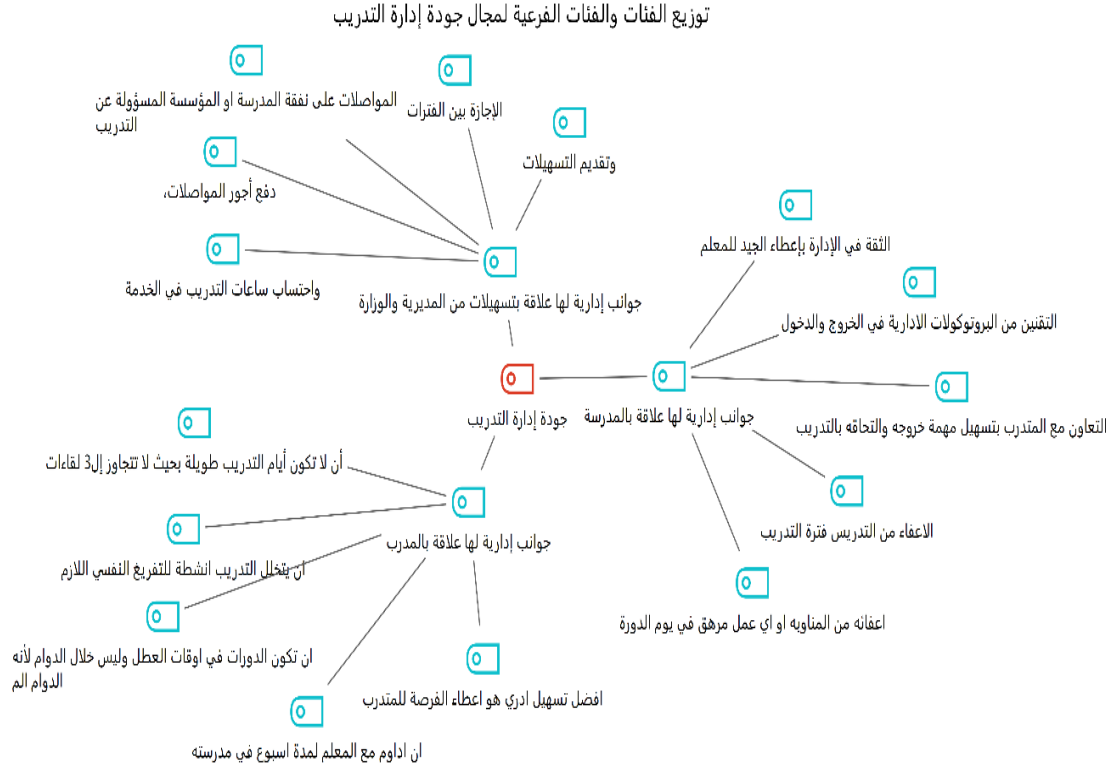 توزيع الفئات والفئات الفرعية لمجال جودة إدارة التدريب
المواصلات على نفقة المدرسة او المؤسسة المسؤولة عن
التدريب
الإجازة بين الفترات
وتقديم التسهيلات
دفع أجور المواصلات،
واحتساب ساعات التدريب في الخدمة
جوانب إدارية لها علاقة بتسهيلات من المديرية والوزارة
الثقة في الإدارة بإعطاء الجيد للمعلم
التقنين من البروتوكولات الادارية في الخروج والدخول
جودة إدارة التدريب
جوانب إدارية لها علاقة بالمدرسة
التعاون مع المتدرب بتسهيل مهمة خروجه والتحاقه بالتدريب
الاعفاء من التدريس فترة التدريب
اعفائه من المناوبه او اي عمل مرهق في يوم الدورة
أن لا تكون أيام التدريب طويلة بحيث لا تتجاوز إل3 لقاءات
جوانب إدارية لها علاقة بالمدرب
ان يتخلل التدريب انشطة للتفريغ النفسي اللازم
ان تكون الدورات في اوقات العطل وليس خلال الدوام لأنه
الدوام الم
افضل تسهيل ادري هو اعطاء الفرصة للمتدرب
ان اداوم مع المعلم لمدة اسبوع في مدرسته